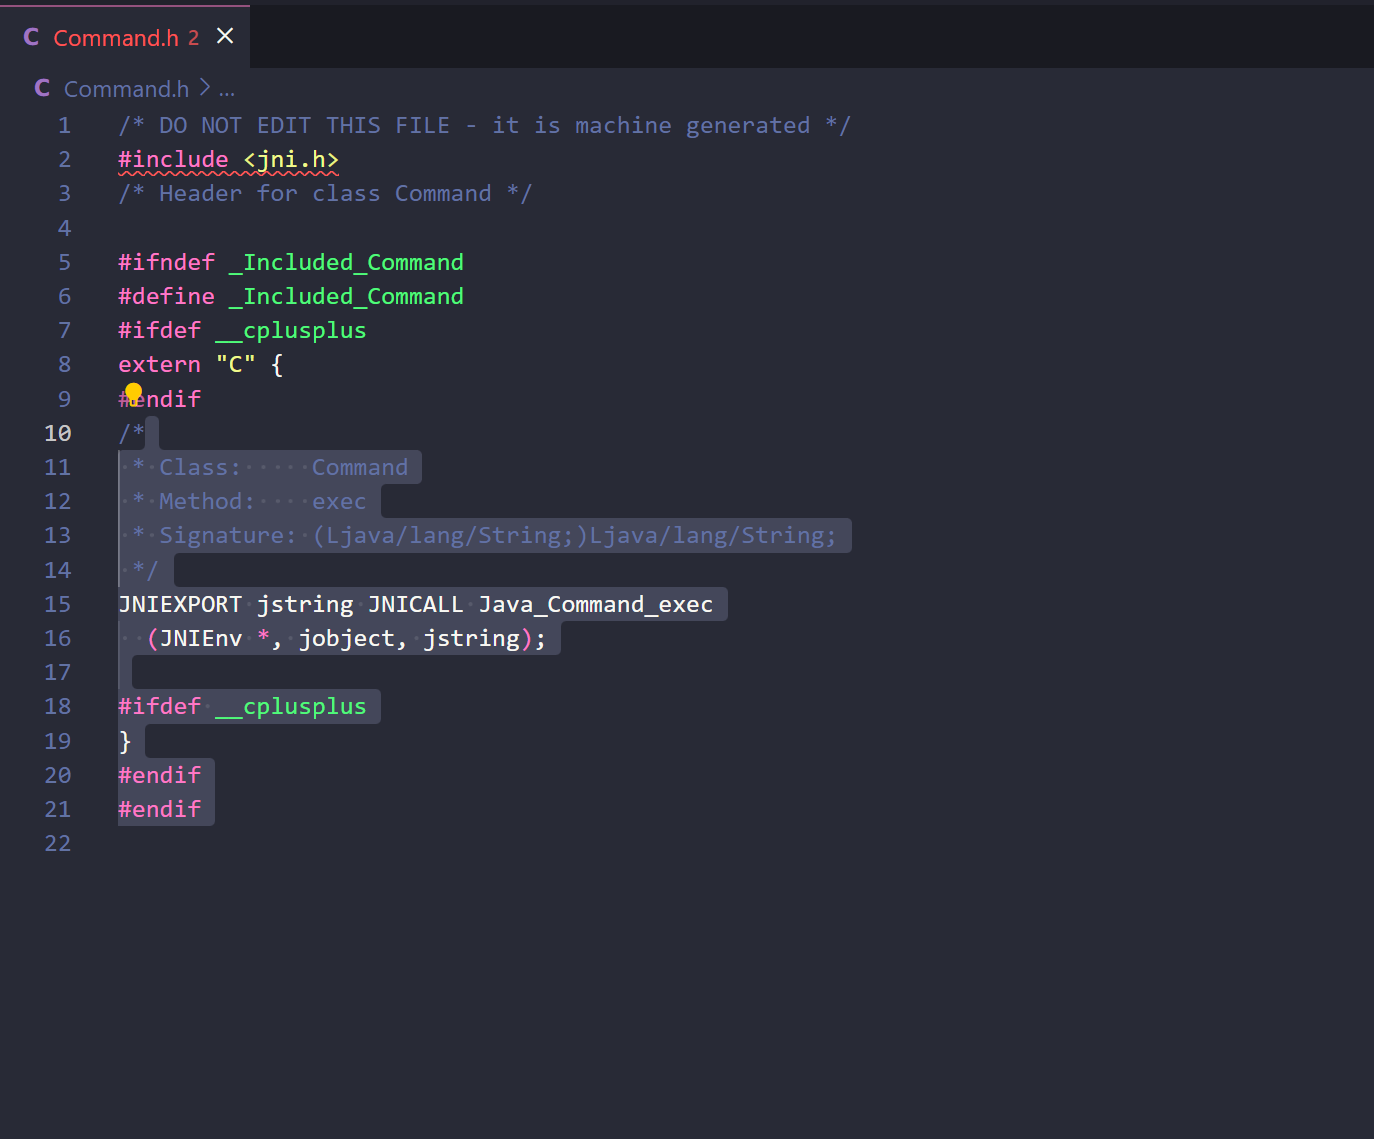 C Command.h 2 ×
C Command.h > ...
1 /* DO NOT EDIT THIS FILE - it is machine generated */
2 #include <jni.h>
3 /* Header for class Command */
4
5 #ifndef _Included_Command
6 #define _Included_Command
7 #ifdef __cplusplus
8 extern "C" {
9 #endif
10 /*
11  * Class:     Command
12  * Method:    exec
13  * Signature: (Ljava/lang/String;)Ljava/lang/String;
14  */
15 JNIEXPORT jstring JNICALL Java_Command_exec
16   (JNIEnv *, jobject, jstring);
17
18 #ifdef __cplusplus
19 }
20 #endif
21 #endif
22